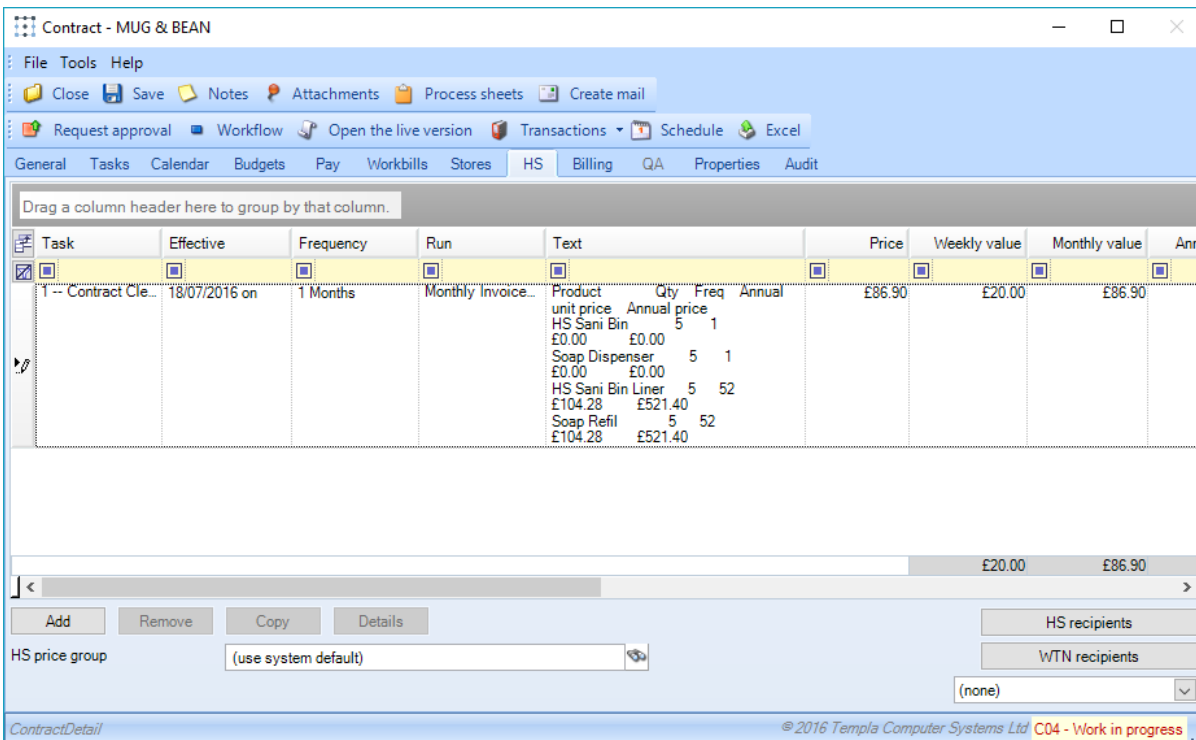 Contract - MUG & BEAN
File Tools Help
Close Save Notes Attachments Process sheets Create mail
Request approval Workflow Open the live version Transactions Schedule Excel
General Tasks Calendar Budgets Pay Workbills Stores HS Billing QA Properties Audit
Drag a column header here to group by that column.
Task Effective Frequency Run Text Price Weekly value Monthly value Ann
1 -- Contract Cle... 18/07/2016 on 1 Months Monthly Invoice... Product Qty Freq Annual £86.90 £20.00 £86.90
unit price Annual price
HS Sani Bin 5 1
£0.00 £0.00
Soap Dispenser 5 1
£0.00 £0.00
HS Sani Bin Liner 5 52
£104.28 £521.40
Soap Refil 5 52
£104.28 £521.40
£20.00 £86.90
Add Remove Copy Details HS recipients
HS price group (use system default) WTN recipients
(none)
ContractDetail © 2016 Templa Computer Systems Ltd C04 - Work in progress